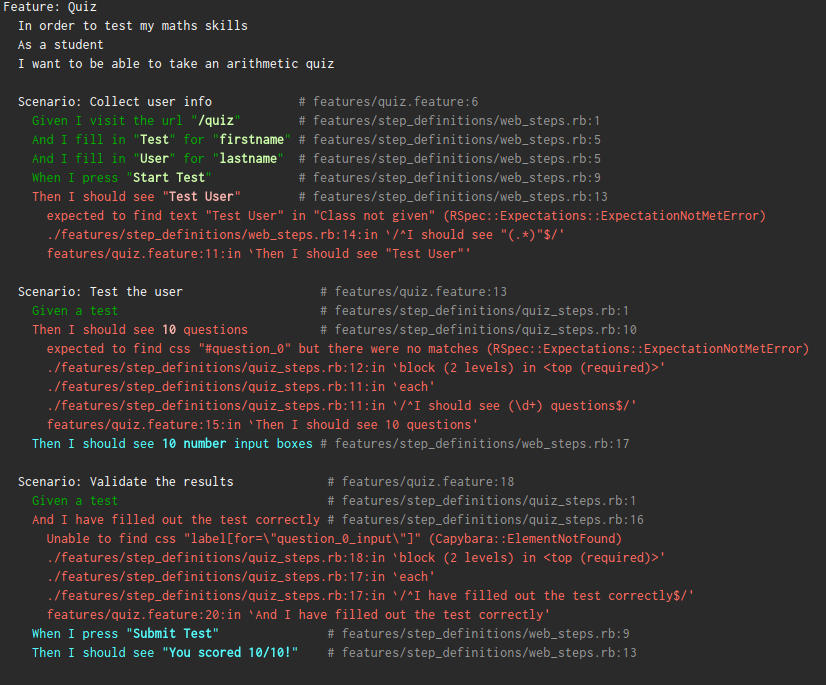 Feature: Quiz
  In order to test my maths skills
  As a student
  I want to be able to take an arithmetic quiz

  Scenario: Collect user info            # features/quiz.feature:6
    Given I visit the url "/quiz"        # features/step_definitions/web_steps.rb:1
    And I fill in "Test" for "firstname" # features/step_definitions/web_steps.rb:5
    And I fill in "User" for "lastname"  # features/step_definitions/web_steps.rb:5
    When I press "Start Test"            # features/step_definitions/web_steps.rb:9
    Then I should see "Test User"        # features/step_definitions/web_steps.rb:13
      expected to find text "Test User" in "Class not given" (RSpec::Expectations::ExpectationNotMetError)
      ./features/step_definitions/web_steps.rb:14:in `/^I should see "(.*)"$/'
      features/quiz.feature:11:in `Then I should see "Test User"'

  Scenario: Test the user                   # features/quiz.feature:13
    Given a test                            # features/step_definitions/quiz_steps.rb:1
    Then I should see 10 questions          # features/step_definitions/quiz_steps.rb:10
      expected to find css "#question_0" but there were no matches (RSpec::Expectations::ExpectationNotMetError)
      ./features/step_definitions/quiz_steps.rb:12:in `block (2 levels) in <top (required)>'
      ./features/step_definitions/quiz_steps.rb:11:in `each'
      ./features/step_definitions/quiz_steps.rb:11:in `/^I should see (\d+) questions$/'
      features/quiz.feature:15:in `Then I should see 10 questions'
    Then I should see 10 number input boxes # features/step_definitions/web_steps.rb:17

  Scenario: Validate the results             # features/quiz.feature:18
    Given a test                             # features/step_definitions/quiz_steps.rb:1
    And I have filled out the test correctly # features/step_definitions/quiz_steps.rb:16
      Unable to find css "label[for=\"question_0_input\"]" (Capybara::ElementNotFound)
      ./features/step_definitions/quiz_steps.rb:18:in `block (2 levels) in <top (required)>'
      ./features/step_definitions/quiz_steps.rb:17:in `each'
      ./features/step_definitions/quiz_steps.rb:17:in `/^I have filled out the test correctly$/'
      features/quiz.feature:20:in `And I have filled out the test correctly'
    When I press "Submit Test"               # features/step_definitions/web_steps.rb:9
    Then I should see "You scored 10/10!"    # features/step_definitions/web_steps.rb:13